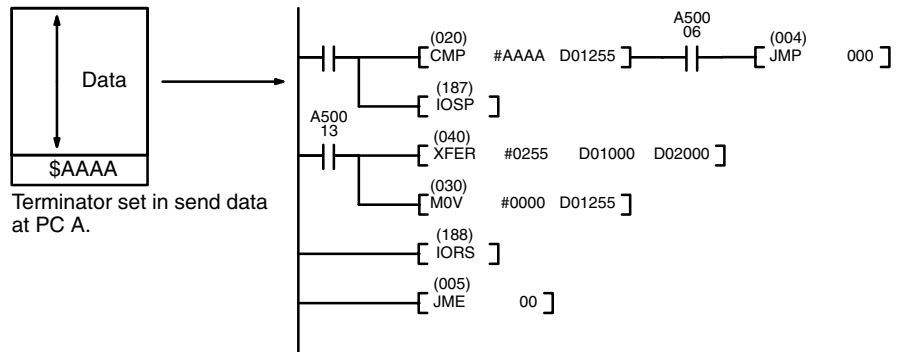 Data
$AAAA
Terminator set in send data
at PC A.
(020)
CMP #AAAA D01255
A500
06
(004)
JMP 000
(187)
IOSP
A500
13
(040)
XFER #0255 D01000 D02000
(030)
M0V #0000 D01255
(188)
IORS
(005)
JME 00